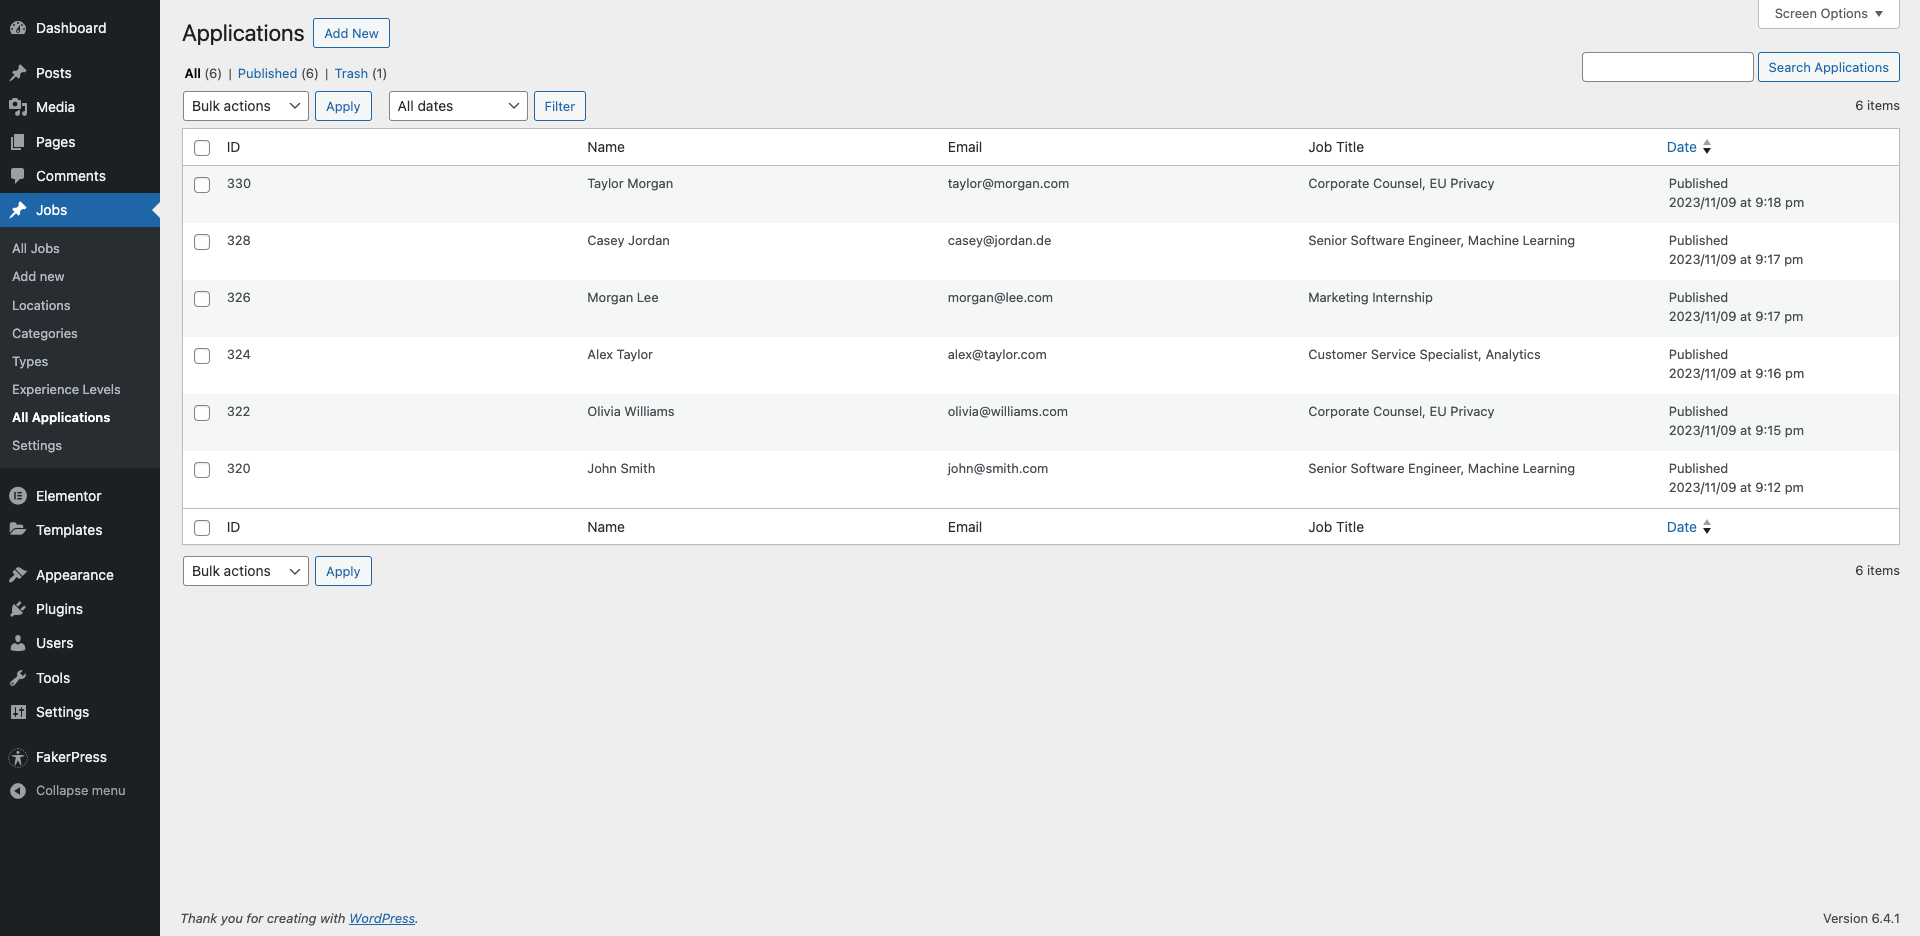 Dashboard
Posts
Media
Pages
Comments
Jobs
All Jobs
Add new
Locations
Categories
Types
Experience Levels
All Applications
Settings
Elementor
Templates
Appearance
Plugins
Users
Tools
Settings
FakerPress
Collapse menu
Screen Options
Applications Add New
All (6) | Published (6) | Trash (1)
Search Applications
Bulk actions Apply All dates Filter 6 items
ID Name Email Job Title Date
330 Taylor Morgan taylor@morgan.com Corporate Counsel, EU Privacy Published
2023/11/09 at 9:18 pm
328 Casey Jordan casey@jordan.de Senior Software Engineer, Machine Learning Published
2023/11/09 at 9:17 pm
326 Morgan Lee morgan@lee.com Marketing Internship Published
2023/11/09 at 9:17 pm
324 Alex Taylor alex@taylor.com Customer Service Specialist, Analytics Published
2023/11/09 at 9:16 pm
322 Olivia Williams olivia@williams.com Corporate Counsel, EU Privacy Published
2023/11/09 at 9:15 pm
320 John Smith john@smith.com Senior Software Engineer, Machine Learning Published
2023/11/09 at 9:12 pm
ID Name Email Job Title Date
Bulk actions Apply 6 items
Thank you for creating with WordPress. Version 6.4.1